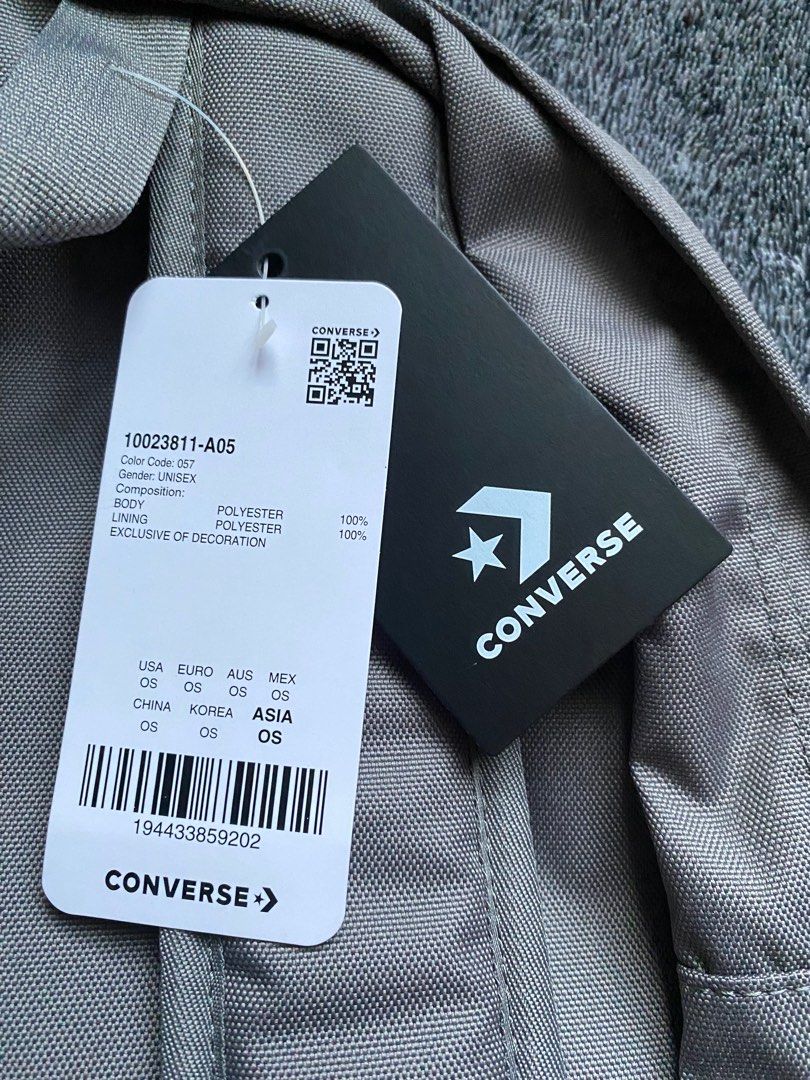 CONVERSE
10023811-A05
Color Code: 057
Gender: UNISEX
Composition:
BODY POLYESTER 100%
LINING POLYESTER 100%
EXCLUSIVE OF DECORATION
USA EURO AUS MEX
OS OS OS OS
CHINA KOREA ASIA
OS OS OS
194433859202
CONVERSE
CONVERSE